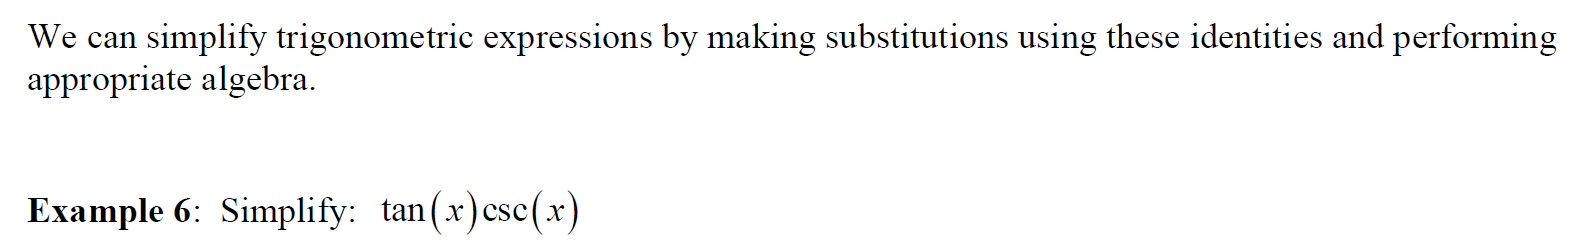 We can simplify trigonometric expressions by making substitutions using these identities and performing
appropriate algebra.
Example 6: Simplify: tan(x)csc(x)